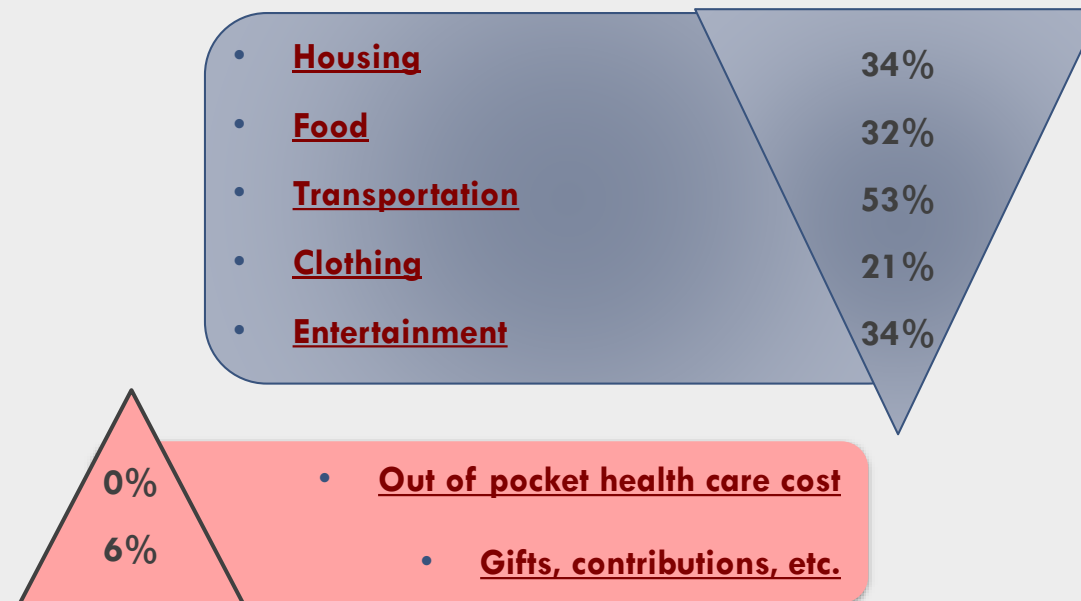 • Housing 34%
• Food 32%
• Transportation 53%
• Clothing 21%
• Entertainment 34%
0% • Out of pocket health care cost
6% • Gifts, contributions, etc.